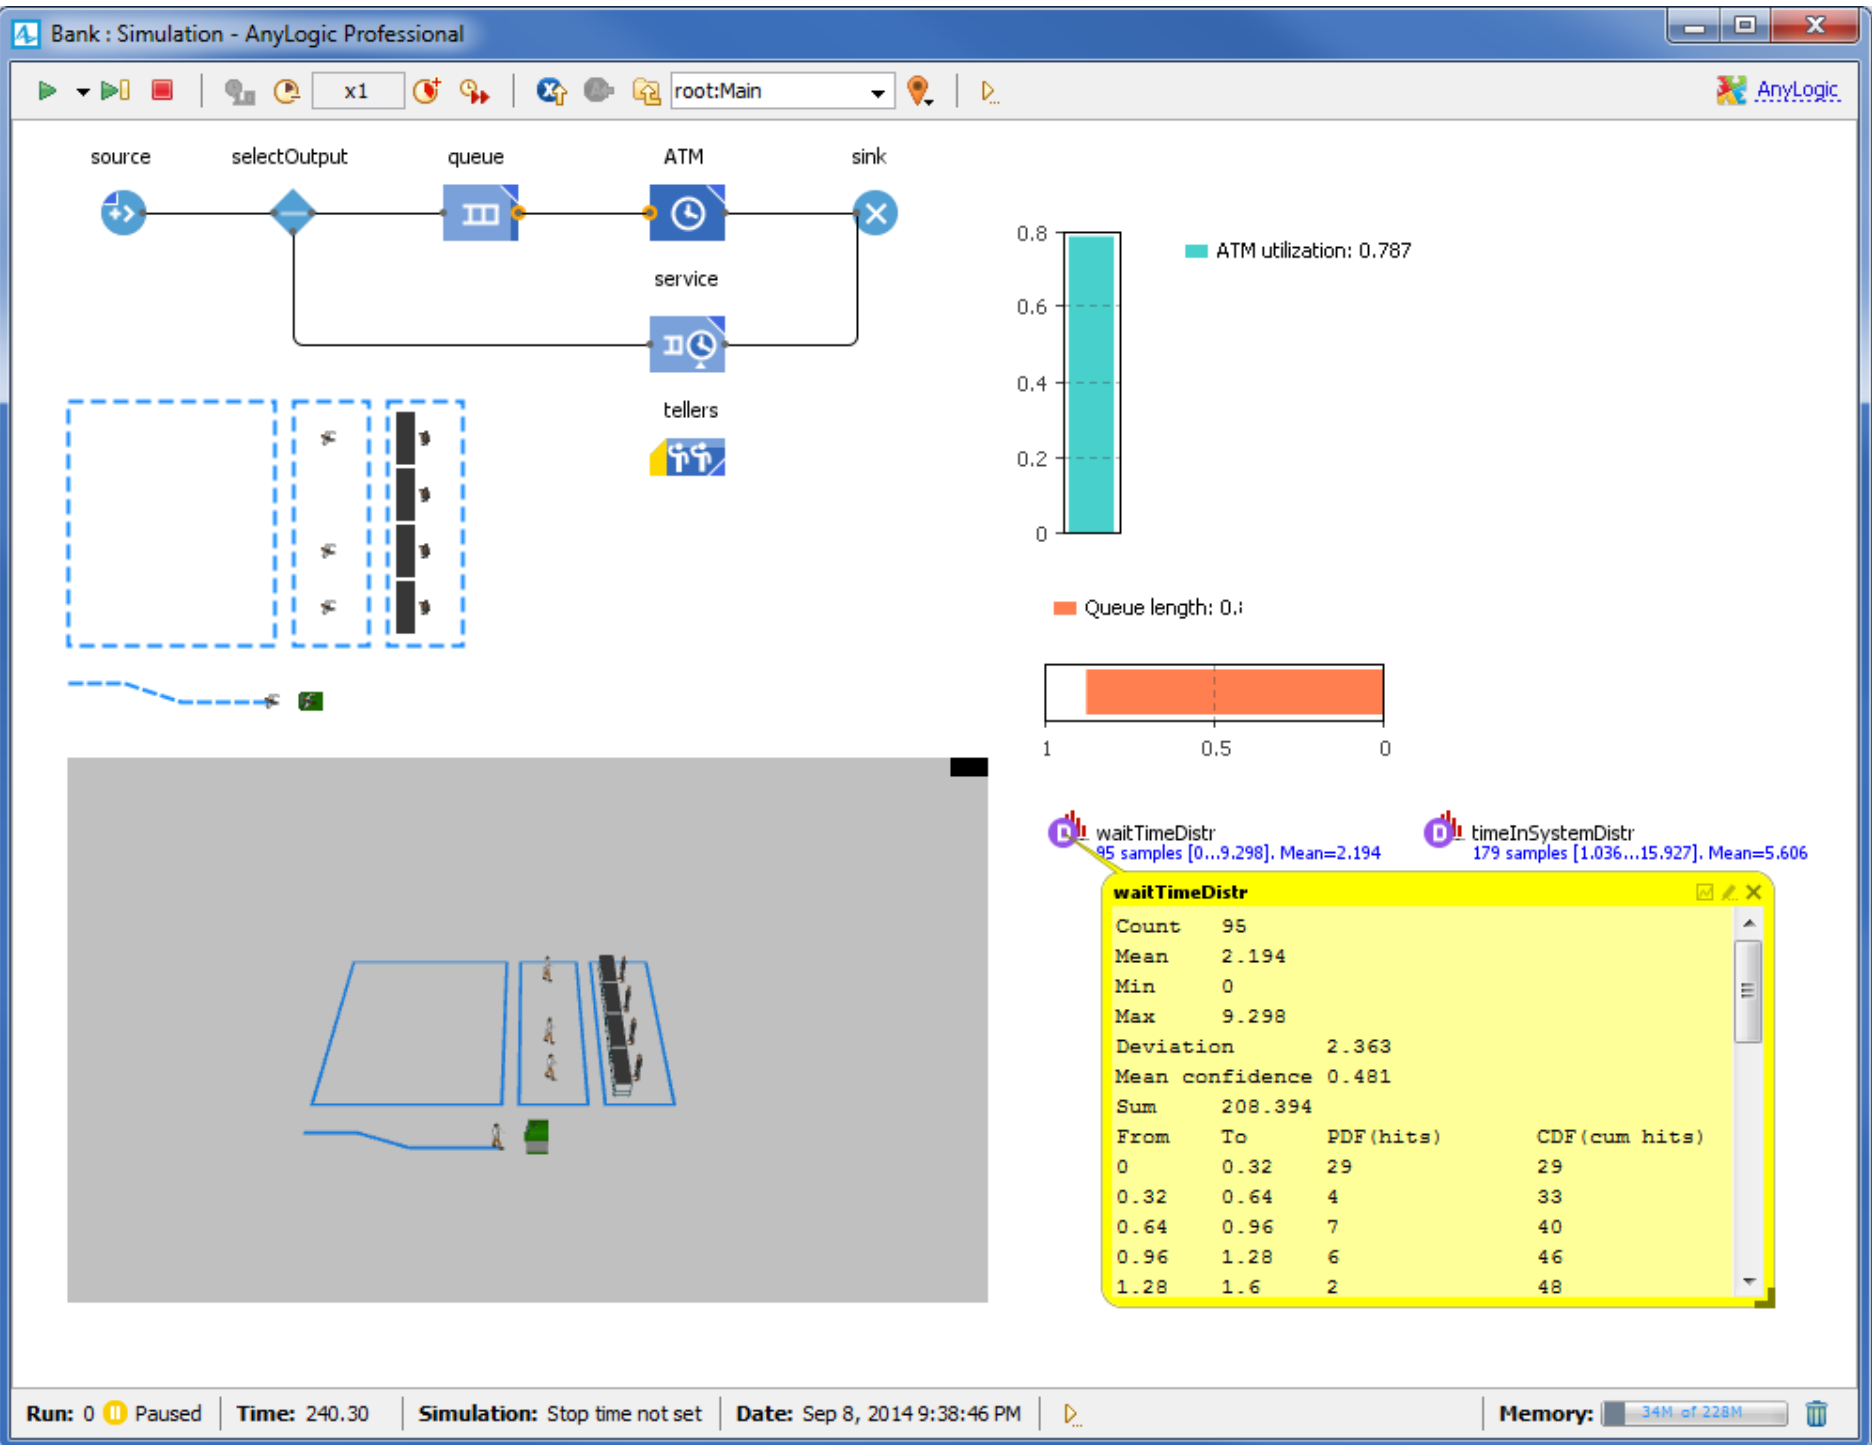 Bank : Simulation - AnyLogic Professional
x1
root:Main
AnyLogic
source selectOutput queue ATM sink
service
tellers
0.8
0.6
0.4
0.2
0
ATM utilization: 0.787
Queue length:
1 0.5 0
waitTimeDistr
95 samples [0...9.298]. Mean=2.194
timeInSystemDistr
179 samples [1.036...15.927]. Mean=5.606
waitTimeDistr
Count 95
Mean 2.194
Min 0
Max 9.298
Deviation 2.363
Mean confidence 0.481
Sum 208.394
From To PDF(hits) CDF(cum hits)
0 0.32 29 29
0.32 0.64 4 33
0.64 0.96 7 40
0.96 1.28 6 46
1.28 1.6 2 48
Run: 0 Paused Time: 240.30 Simulation: Stop time not set Date: Sep 8, 2014 9:38:46 PM Memory: 34M of 228M